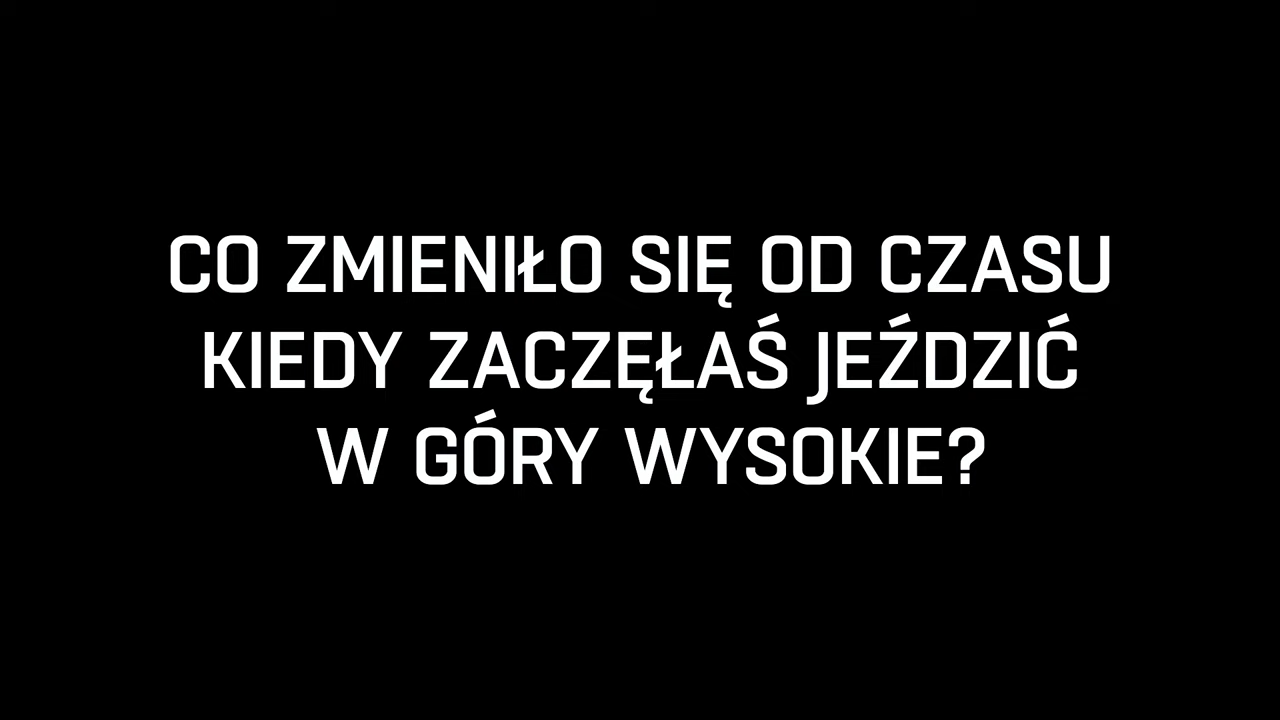 CO ZMIENIŁO SIĘ OD CZASU
KIEDY ZACZĘŁAŚ JEŹDZIĆ
W GÓRY WYSOKIE?